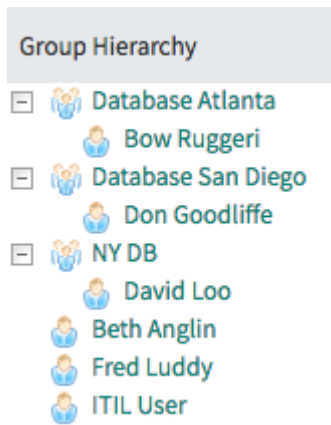 Group Hierarchy
Database Atlanta
Bow Ruggeri
Database San Diego
Don Goodliffe
NY DB
David Loo
Beth Anglin
Fred Luddy
ITIL User